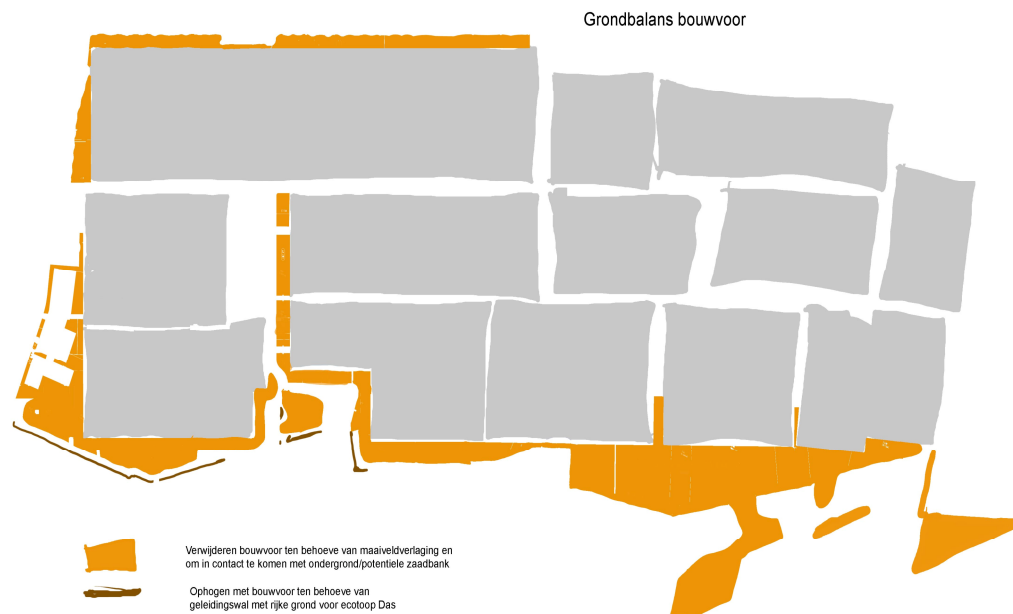 Grondbalans bouwvoor
Verwijderen bouwvoor ten behoeve van maaiveldverlaging en
om in contact te komen met ondergrond/potentiele zaadbank
Ophogen met bouwvoor ten behoeve van
geleidingswal met rijke grond voor ecotoop Das